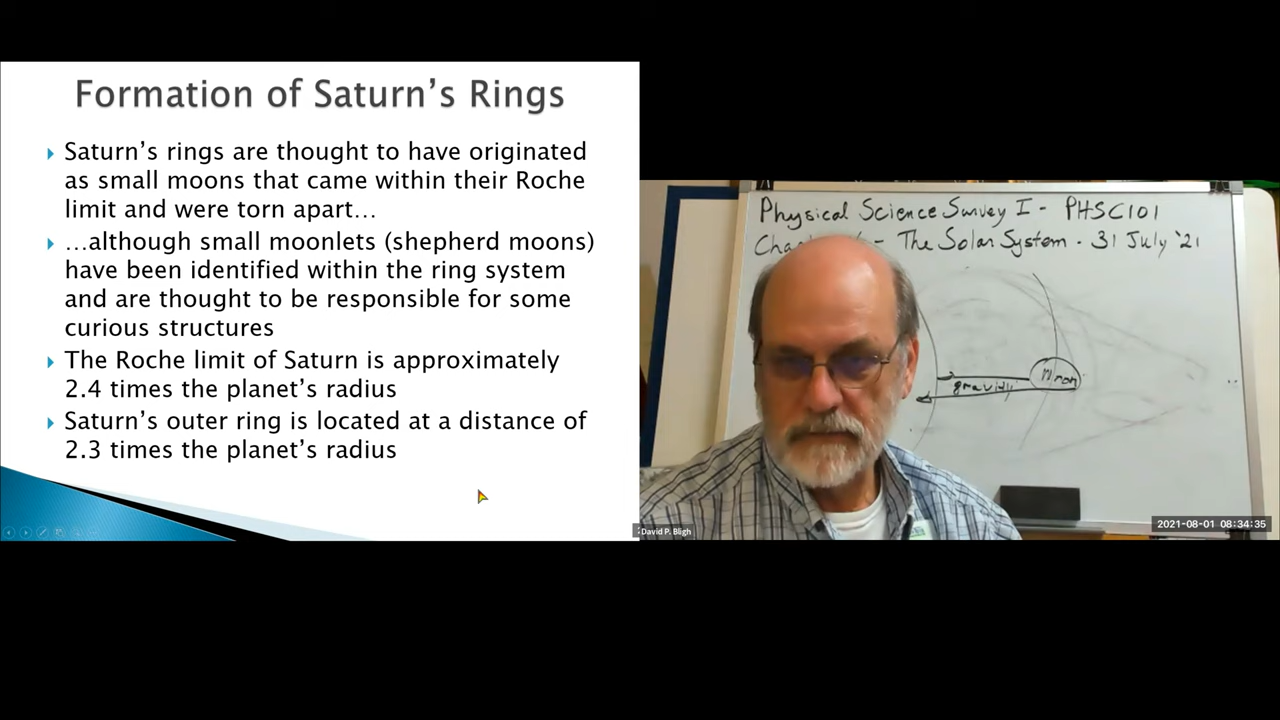 Formation of Saturn's Rings
Saturn's rings are thought to have originated
as small moons that came within their Roche
limit and were torn apart…
…although small moonlets (shepherd moons)
have been identified within the ring system
and are thought to be responsible for some
curious structures
The Roche limit of Saturn is approximately
2.4 times the planet's radius
Saturn's outer ring is located at a distance of
2.3 times the planet's radius
Physical Science Survey I - PHSC101
- The Solar System - 31 July '21
gravity
Moon
2021-08-01 08:34:35
David P. Bligh